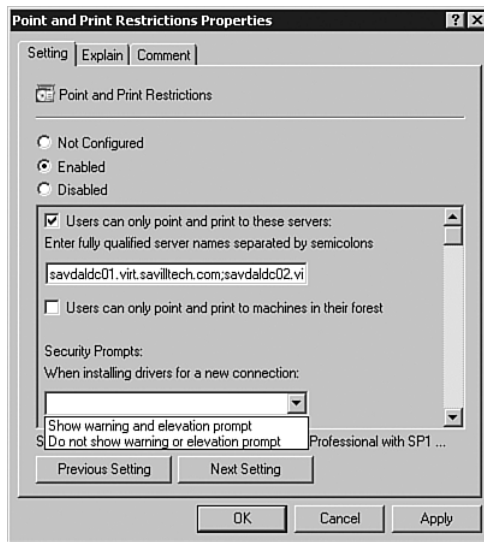 Point and Print Restrictions Properties
Setting
Explain
Comment
Point and Print Restrictions
Not Configured
Enabled
Disabled
Users can only point and print to these servers:
Enter fully qualified server names separated by semicolons
savdaldc01.virt.savilltech.com;savdaldc02.vi
Users can only point and print to machines in their forest
Security Prompts:
When installing drivers for a new connection:
Show warning and elevation prompt
Do not show warning or elevation prompt
Professional with SP1 ...
Previous Setting
Next Setting
OK
Cancel
Apply